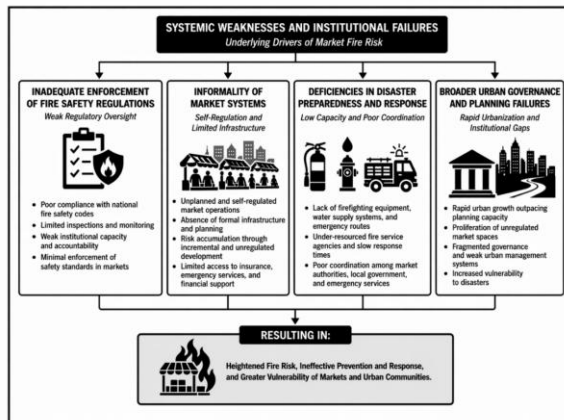 SYSTEMIC WEAKNESSES AND INSTITUTIONAL FAILURES
Underlying Drivers of Market Fire Risk
INADEQUATE ENFORCEMENT
OF FIRE SAFETY REGULATIONS
Weak Regulatory Oversight
• Poor compliance with national
fire safety codes
• Limited inspections and monitoring
• Weak institutional capacity
and accountability
• Minimal enforcement of
safety standards in markets
INFORMALITY OF
MARKET SYSTEMS
Self-Regulation and
Limited Infrastructure
• Unplanned and self-regulated
market operations
• Absence of formal infrastructure
and planning
• Risk accumulation through
incremental and unregulated
development
• Limited access to insurance,
emergency services, and
financial support
DEFICIENCIES IN DISASTER
PREPAREDNESS AND RESPONSE
Low Capacity and Poor Coordination
• Lack of firefighting equipment,
water supply systems, and
emergency routes
• Under-resourced fire service
agencies and slow response
times
• Poor coordination among market
authorities, local government,
and emergency services
BROADER URBAN GOVERNANCE
AND PLANNING FAILURES
Rapid Urbanization and
Institutional Gaps
• Rapid urban growth outpacing
planning capacity
• Proliferation of unregulated
market spaces
• Fragmented governance
and weak urban management
systems
• Increased vulnerability
to disasters
RESULTING IN:
Heightened Fire Risk, Ineffective Prevention and Response,
and Greater Vulnerability of Markets and Urban Communities.